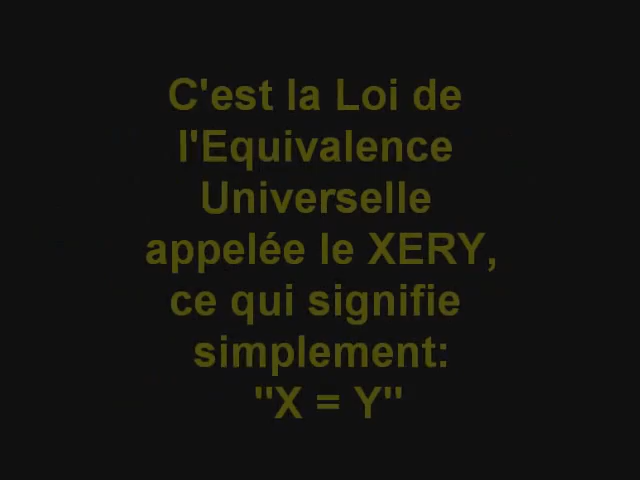 C'est la Loi de
l'Equivalence
Universelle
appelée le XERY,
ce qui signifie
simplement:
"X = Y"